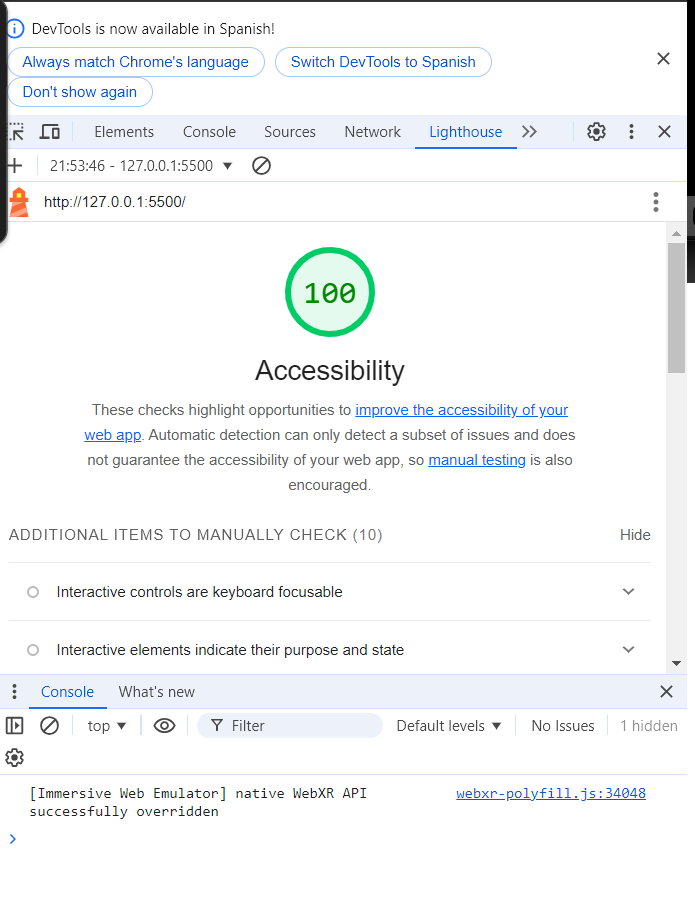 DevTools is now available in Spanish!
Always match Chrome's language
Switch DevTools to Spanish
Don't show again
Elements Console Sources Network Lighthouse
21:53:46 - 127.0.0.1:5500
http://127.0.0.1:5500/
100
Accessibility
These checks highlight opportunities to improve the accessibility of your
web app. Automatic detection can only detect a subset of issues and does
not guarantee the accessibility of your web app, so manual testing is also
encouraged.
ADDITIONAL ITEMS TO MANUALLY CHECK (10) Hide
Interactive controls are keyboard focusable
Interactive elements indicate their purpose and state
Console What's new
top Filter Default levels No Issues 1 hidden
[Immersive Web Emulator] native WebXR API webxr-polyfill.js:34048
successfully overridden